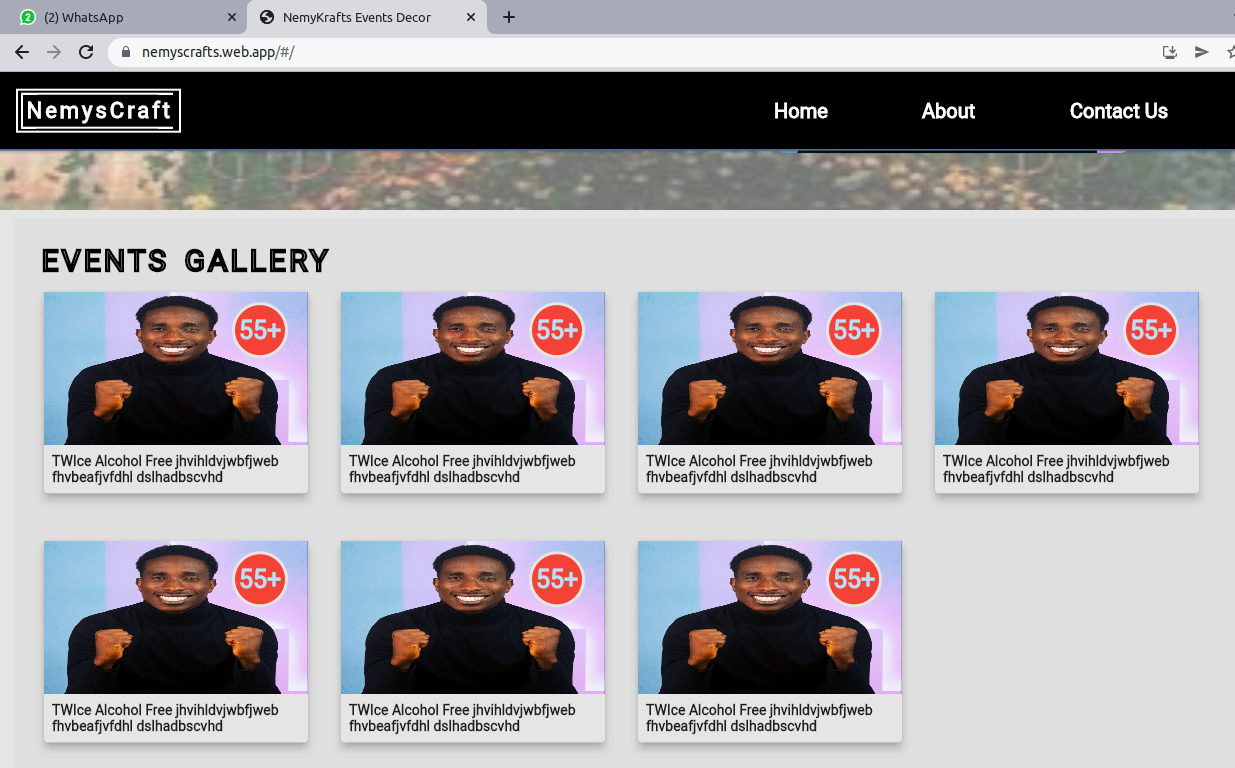 2 (2) WhatsApp NemyKrafts Events Decor
nemyscrafts.web.app/#/
NemysCraft Home About Contact Us
EVENTS GALLERY
55+ 55+ 55+ 55+
TWIce Alcohol Free jhvihldvjwbfjweb
fhvbeafjvfdhl dslhadbscvhd
TWIce Alcohol Free jhvihldvjwbfjweb
fhvbeafjvfdhl dslhadbscvhd
TWIce Alcohol Free jhvihldvjwbfjweb
fhvbeafjvfdhl dslhadbscvhd
TWIce Alcohol Free jhvihldvjwbfjweb
fhvbeafjvfdhl dslhadbscvhd
55+ 55+ 55+
TWIce Alcohol Free jhvihldvjwbfjweb
fhvbeafjvfdhl dslhadbscvhd
TWIce Alcohol Free jhvihldvjwbfjweb
fhvbeafjvfdhl dslhadbscvhd
TWIce Alcohol Free jhvihldvjwbfjweb
fhvbeafjvfdhl dslhadbscvhd